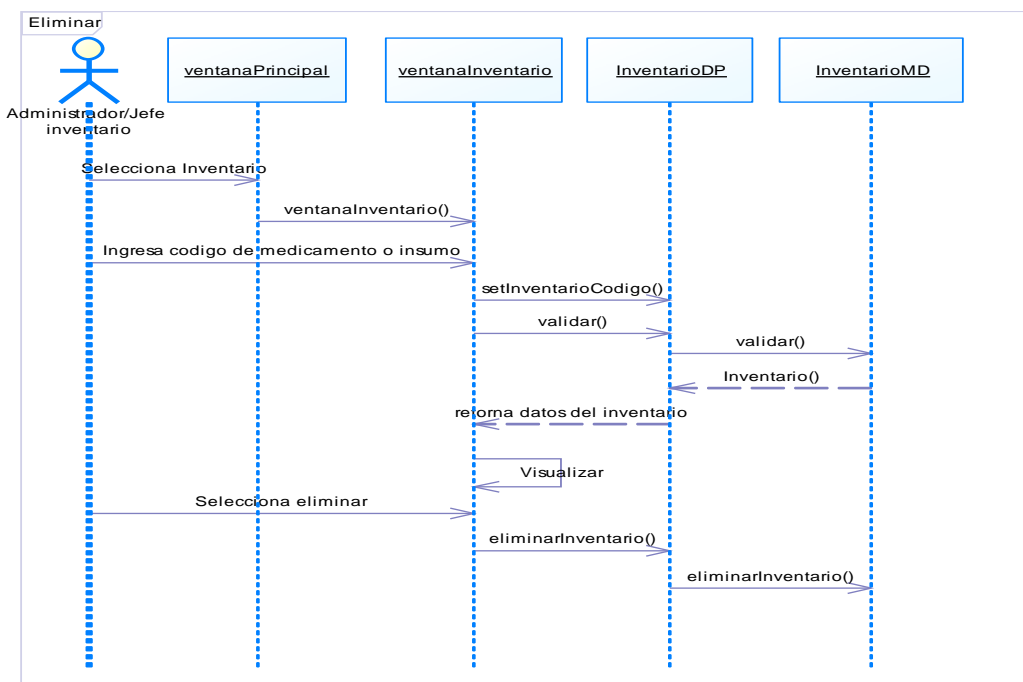 Eliminar
ventanaPrincipal
ventanaInventario
InventarioDP
InventarioMD
Administrador/Jefe
inventario
Selecciona Inventario
ventanaInventario()
Ingresa codigo de medicamento o insumo
setInventarioCodigo()
validar()
validar()
Inventario()
retorna datos del inventario
Visualizar
Selecciona eliminar
eliminarInventario()
eliminarInventario()